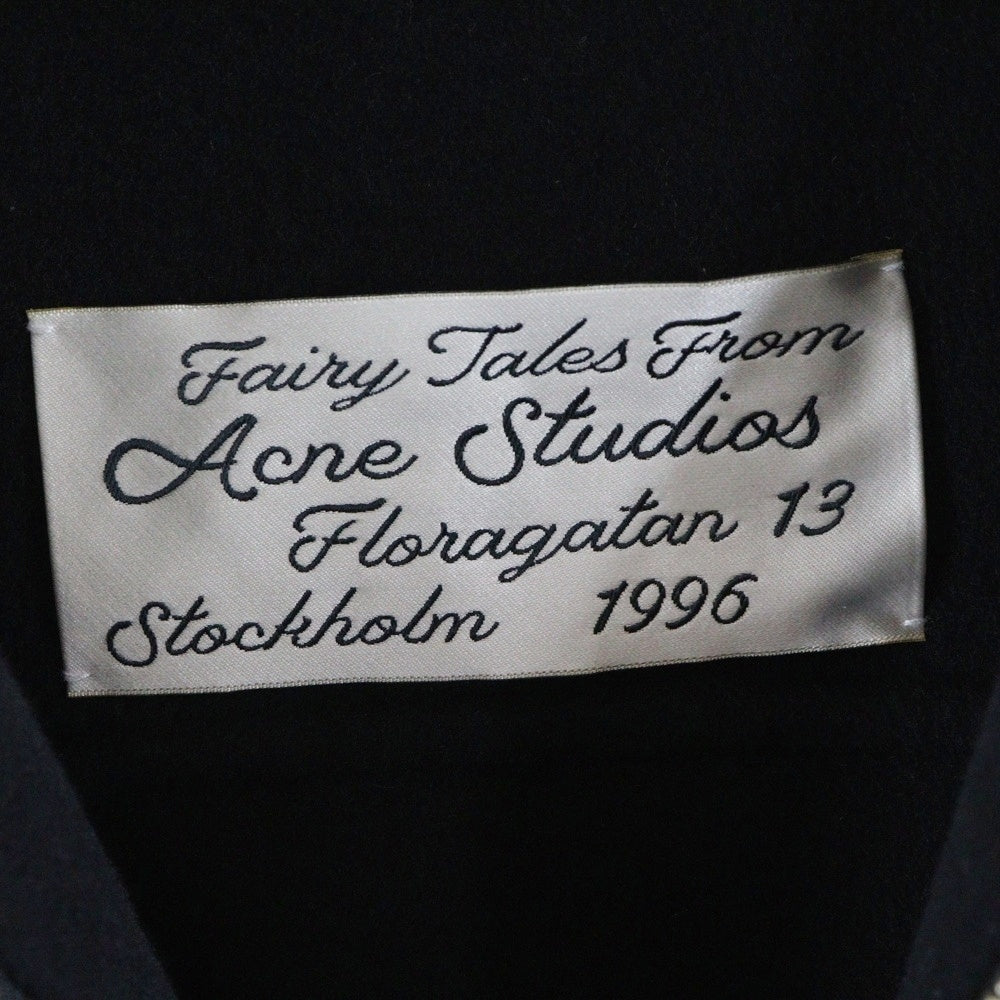 Fairy Tales From
Acne Studios
Floragatan 13
Stockholm 1996